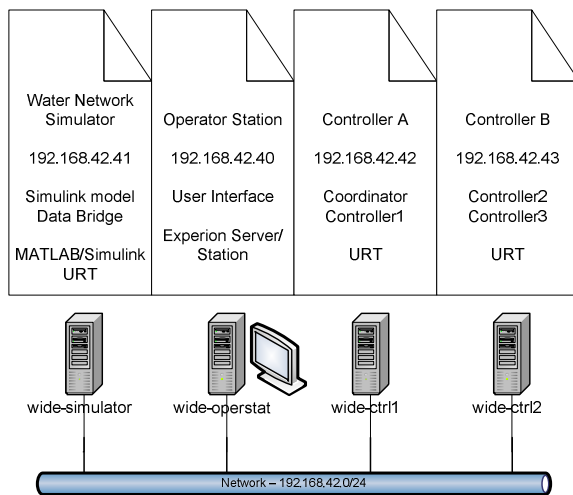 Water Network
Simulator
192.168.42.41
Simulink model
Data Bridge
MATLAB/Simulink
URT
Operator Station
192.168.42.40
User Interface
Experion Server/
Station
Controller A
192.168.42.42
Coordinator
Controller1
URT
Controller B
192.168.42.43
Controller2
Controller3
URT
wide-simulator
wide-operstat
wide-ctrl1
wide-ctrl2
Network – 192.168.42.0/24